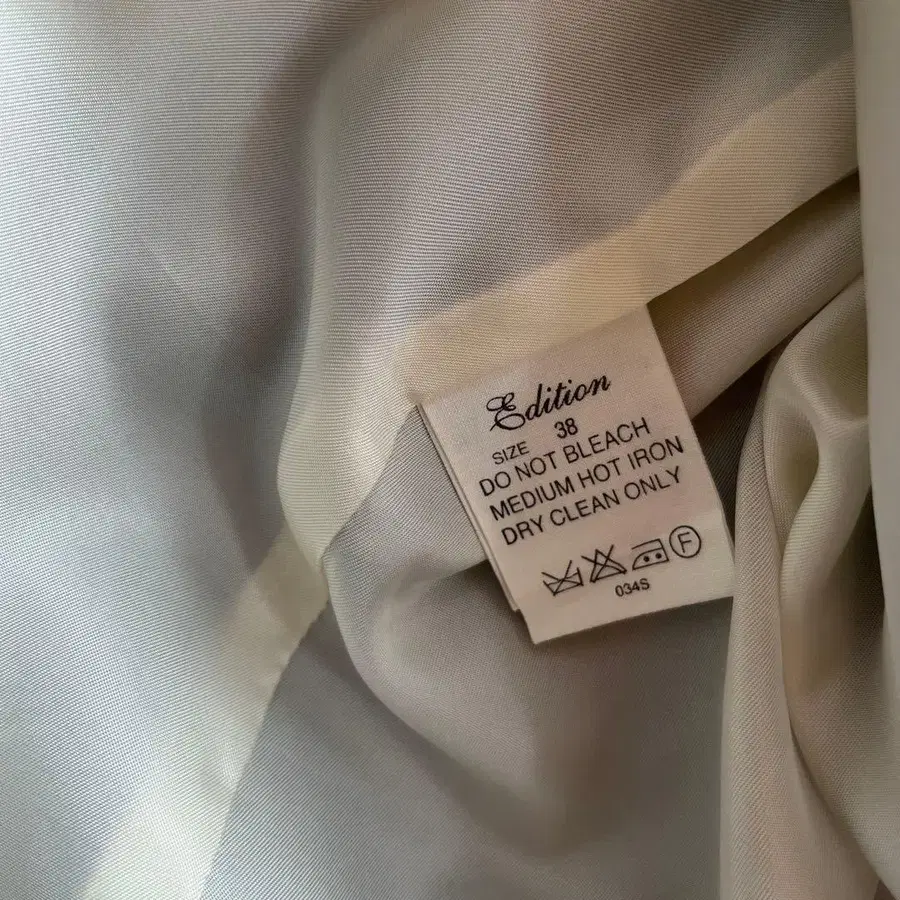 Edition
SIZE 38
DO NOT BLEACH
MEDIUM HOT IRON
DRY CLEAN ONLY
F
034S